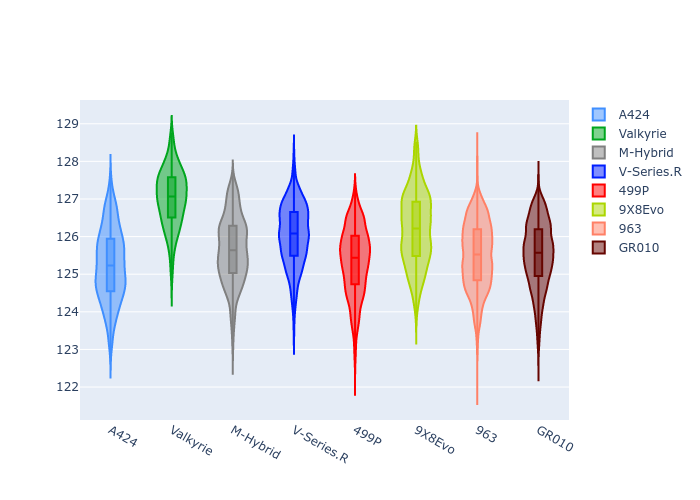 129
128
127
126
125
124
123
122
A424
Valkyrie
M-Hybrid
V-Series.R
499P
9X8Evo
963
GR010
A424
Valkyrie
M-Hybrid
V-Series.R
499P
9X8Evo
963
GR010